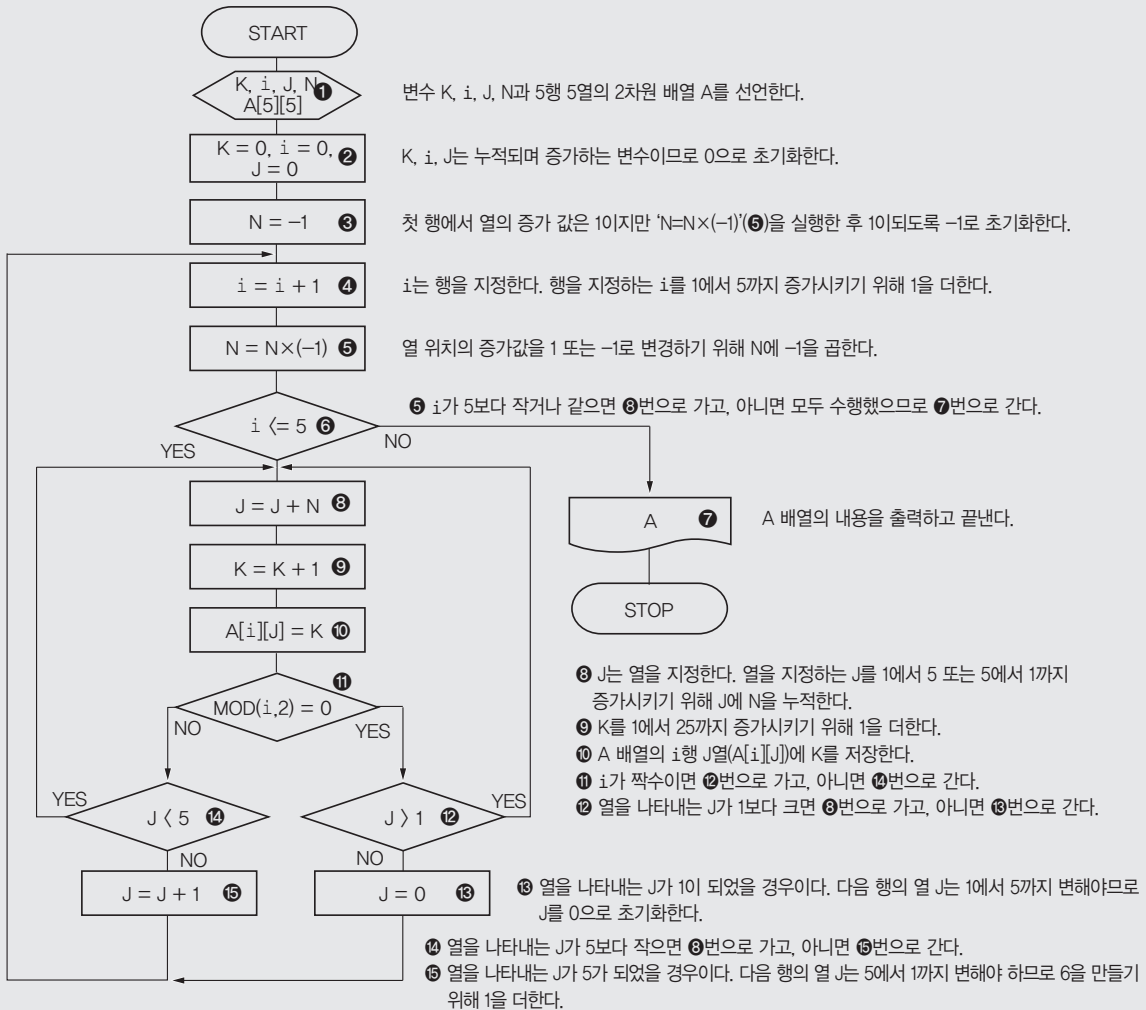 START
K, i, J, N ❶
A[5][5]
변수 K, i, J, N과 5행 5열의 2차원 배열 A를 선언한다.
K = 0, i = 0, ❷
J = 0
K, i, J는 누적되며 증가하는 변수이므로 0으로 초기화한다.
N = –1 ❸
첫 행에서 열의 증가 값은 1이지만 ‘N=N×(–1)’(❺)을 실행한 후 1이되도록 –1로 초기화한다.
i = i + 1 ❹
i는 행을 지정한다. 행을 지정하는 i를 1에서 5까지 증가시키기 위해 1을 더한다.
N = N×(–1) ❺
열 위치의 증가값을 1 또는 –1로 변경하기 위해 N에 –1을 곱한다.
❺ i가 5보다 작거나 같으면 ❽번으로 가고, 아니면 모두 수행했으므로 ❼번으로 간다.
i <= 5 ❻
YES
NO
J = J + N ❽
A ❼
A 배열의 내용을 출력하고 끝낸다.
K = K + 1 ❾
STOP
A[i][J] = K ❿
⓫
MOD(i,2) = 0
NO
YES
❽ J는 열을 지정한다. 열을 지정하는 J를 1에서 5 또는 5에서 1까지
증가시키기 위해 J에 N을 누적한다.
❾ K를 1에서 25까지 증가시키기 위해 1을 더한다.
❿ A 배열의 i행 J열(A[i][J])에 K를 저장한다.
⓫ i가 짝수이면 ⓬번으로 가고, 아니면 ⓮번으로 간다.
⓬ 열을 나타내는 J가 1보다 크면 ❽번으로 가고, 아니면 ⓭번으로 간다.
YES
J < 5 ⓮
NO
J > 1 ⓬
YES
NO
J = J + 1 ⓯
J = 0 ⓭
⓭ 열을 나타내는 J가 1이 되었을 경우이다. 다음 행의 열 J는 1에서 5까지 변해야므로
J를 0으로 초기화한다.
⓮ 열을 나타내는 J가 5보다 작으면 ❽번으로 가고, 아니면 ⓯번으로 간다.
⓯ 열을 나타내는 J가 5가 되었을 경우이다. 다음 행의 열 J는 5에서 1까지 변해야 하므로 6을 만들기
위해 1을 더한다.